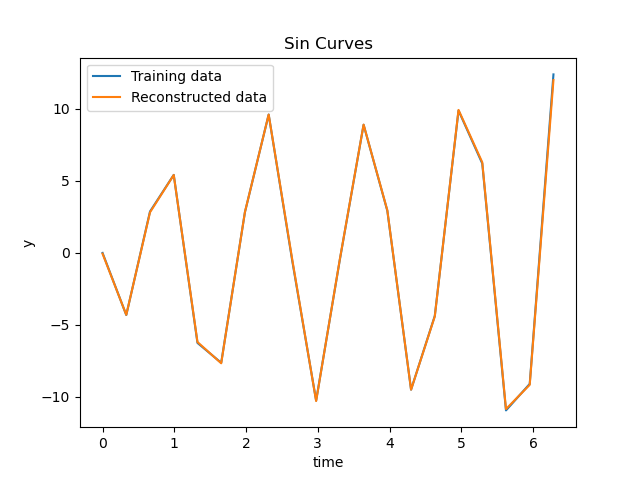 Sin Curves
Training data
Reconstructed data
10
5
0
−5
−10
y
0 1 2 3 4 5 6
time